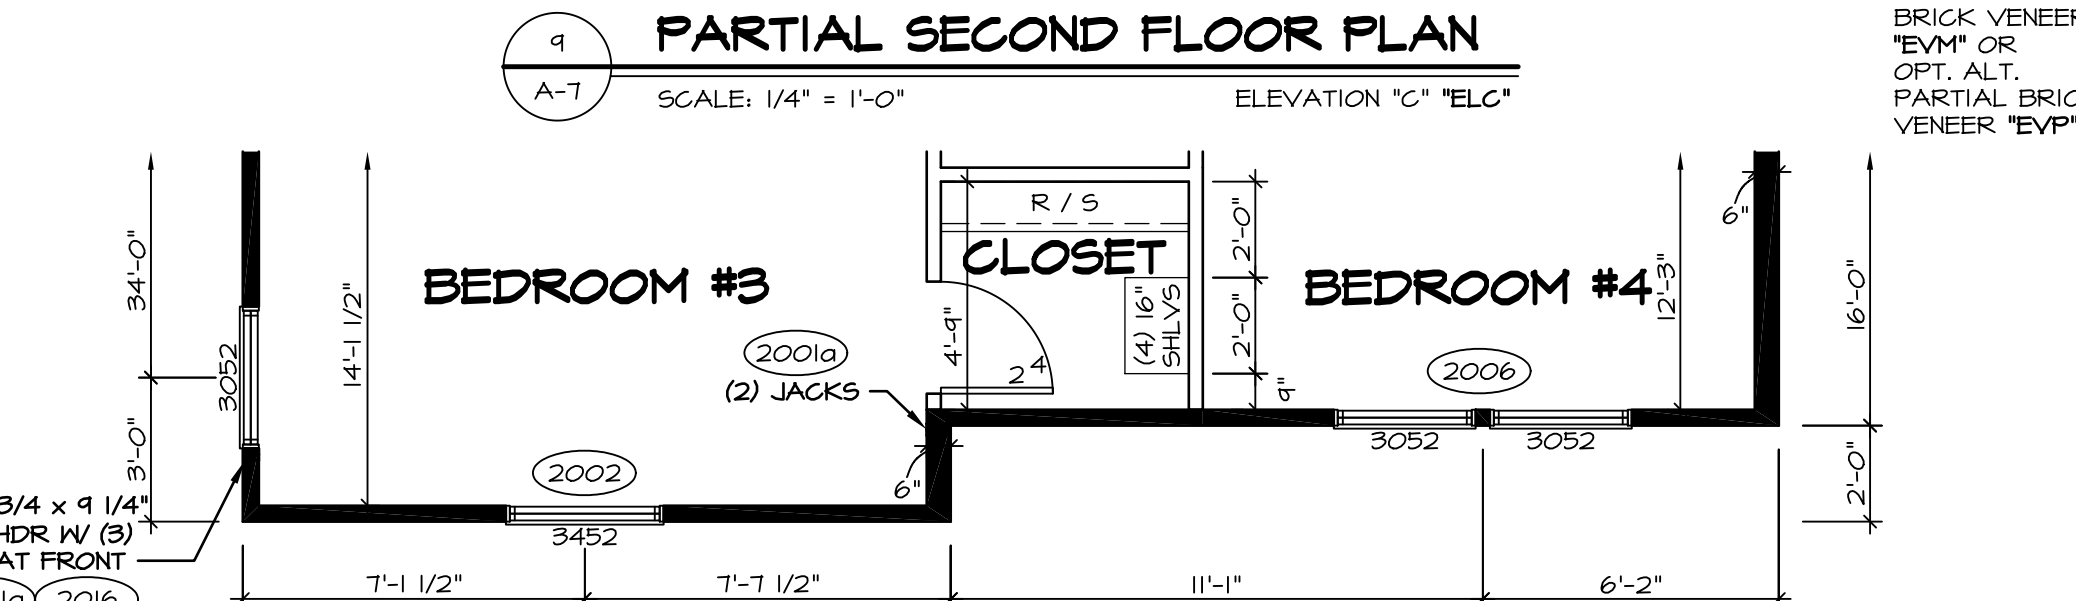 9
A-7
PARTIAL SECOND FLOOR PLAN
SCALE: 1/4" = 1'-0"
ELEVATION "C" "ELC"
BRICK VENEER
"EVM" OR
OPT. ALT.
PARTIAL BRIC
VENEER "EVP"
R / S
CLOSET
BEDROOM #3
BEDROOM #4
34'-0"
14'-1 1/2"
3052
3'-0"
2001a
(2) JACKS
4'-9"
2 4
(4) 16"
SHLVS
2'-0"
2'-0"
9"
2006
12'-3"
6"
16'-0"
2'-0"
3052
3052
2002
6"
3452
3/4 x 9 1/4"
HDR W/ (3)
AT FRONT
1a
2016
7'-1 1/2"
7'-7 1/2"
11'-1"
6'-2"